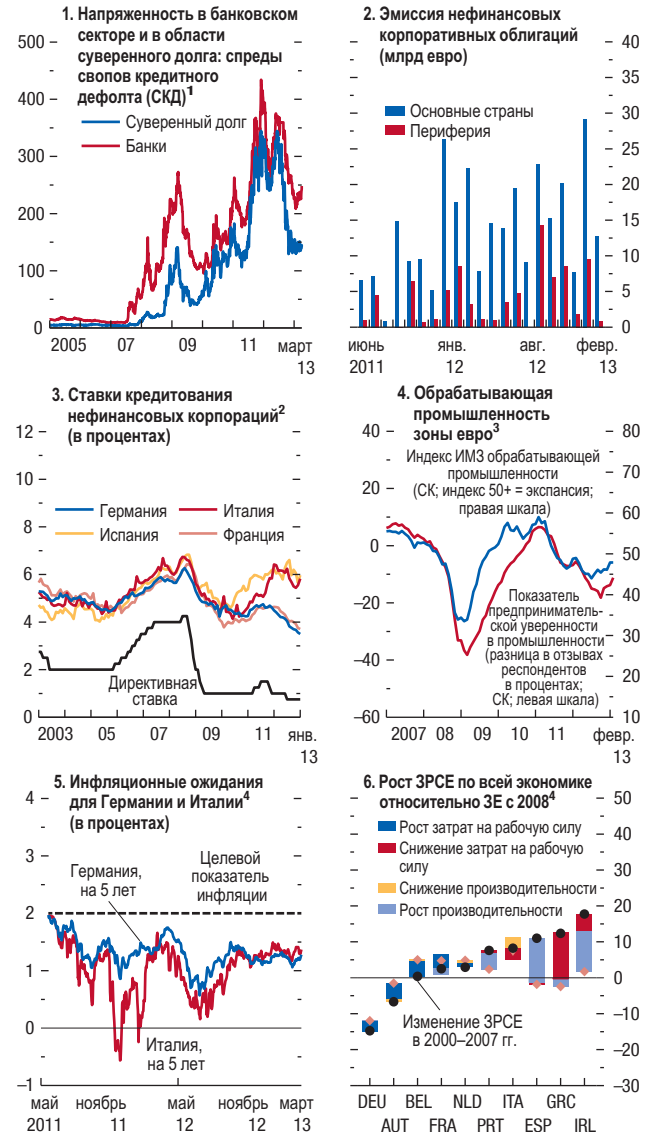 1. Напряженность в банковском
секторе и в области
суверенного долга: спреды
свопов кредитного
дефолта (СКД)1
500
400
300
200
100
0
Суверенный долг
Банки
2005 07 09 11 март
13
2. Эмиссия нефинансовых
корпоративных облигаций
(млрд евро)
40
35
30
25
20
15
10
5
0
Основные страны
Периферия
июнь янв. авг. февр.
2011 12 12 13
3. Ставки кредитования
нефинансовых корпораций2
(в процентах)
12
10
8
6
4
2
0
Германия Италия
Испания Франция
Директивная
ставка
2003 05 07 09 11 янв.
13
4. Обрабатывающая
промышленность
зоны евро3
40
20
0
–20
–40
–60
80
70
60
50
40
30
20
10
Индекс ИМЗ обрабатывающей
промышленности
(СК; индекс 50+ = экспансия;
правая шкала)
Показатель
предприниматель-
ской уверенности
в промышленности
(разница в отзывах
респондентов
в процентах;
СК; левая шкала)
2007 08 09 10 11 11 февр.
13
5. Инфляционные ожидания
для Германии и Италии4
(в процентах)
4
3
2
1
0
–1
Германия,
на 5 лет
Целевой
показатель
инфляции
Италия,
на 5 лет
май ноябрь май ноябрь март
2011 11 12 12 13
6. Рост ЗРСЕ по всей экономике
относительно ЗЕ с 20084
50
40
30
20
10
0
–10
–20
–30
Рост затрат на рабочую силу
Снижение затрат на рабочую
силу
Снижение производительности
Рост производительности
Изменение ЗРСЕ
в 2000–2007 гг.
DEU BEL NLD ITA GRC
AUT FRA PRT ESP IRL